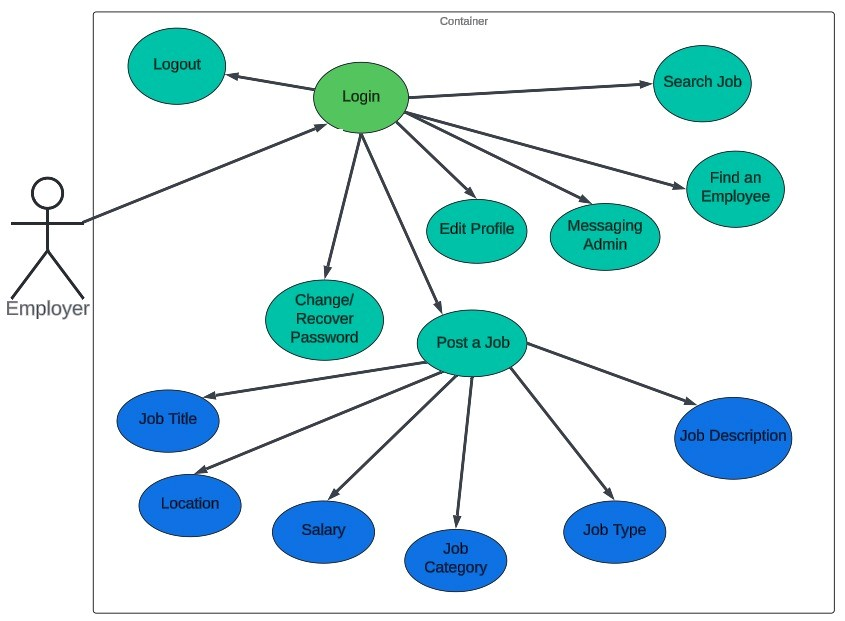 Container
Logout
Login
Search Job
Find an
Employee
Edit Profile
Messaging
Admin
Employer
Change/
Recover
Password
Post a Job
Job Title
Job Description
Location
Salary
Job Type
Job
Category